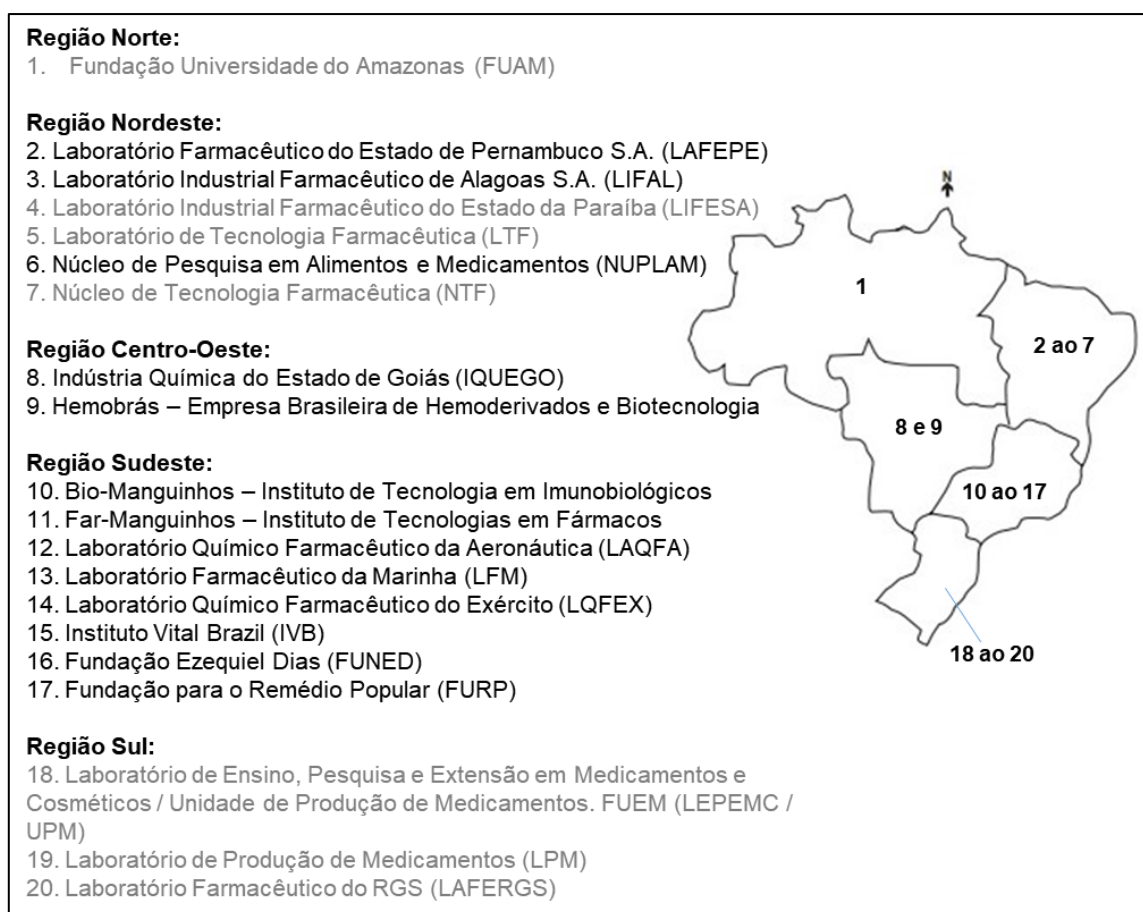 Região Norte:
1. Fundação Universidade do Amazonas (FUAM)
Região Nordeste:
2. Laboratório Farmacêutico do Estado de Pernambuco S.A. (LAFEPE)
3. Laboratório Industrial Farmacêutico de Alagoas S.A. (LIFAL)
4. Laboratório Industrial Farmacêutico do Estado da Paraíba (LIFESA)
5. Laboratório de Tecnologia Farmacêutica (LTF)
6. Núcleo de Pesquisa em Alimentos e Medicamentos (NUPLAM)
7. Núcleo de Tecnologia Farmacêutica (NTF)
Região Centro-Oeste:
8. Indústria Química do Estado de Goiás (IQUEGO)
9. Hemobrás – Empresa Brasileira de Hemoderivados e Biotecnologia
Região Sudeste:
10. Bio-Manguinhos – Instituto de Tecnologia em Imunobiológicos
11. Far-Manguinhos – Instituto de Tecnologias em Fármacos
12. Laboratório Químico Farmacêutico da Aeronáutica (LAQFA)
13. Laboratório Farmacêutico da Marinha (LFM)
14. Laboratório Químico Farmacêutico do Exército (LQFEX)
15. Instituto Vital Brazil (IVB)
16. Fundação Ezequiel Dias (FUNED)
17. Fundação para o Remédio Popular (FURP)
Região Sul:
18. Laboratório de Ensino, Pesquisa e Extensão em Medicamentos e
Cosméticos / Unidade de Produção de Medicamentos. FUEM (LEPEMC /
UPM)
19. Laboratório de Produção de Medicamentos (LPM)
20. Laboratório Farmacêutico do RGS (LAFERGS)
N
1
2 ao 7
8 e 9
10 ao 17
18 ao 20